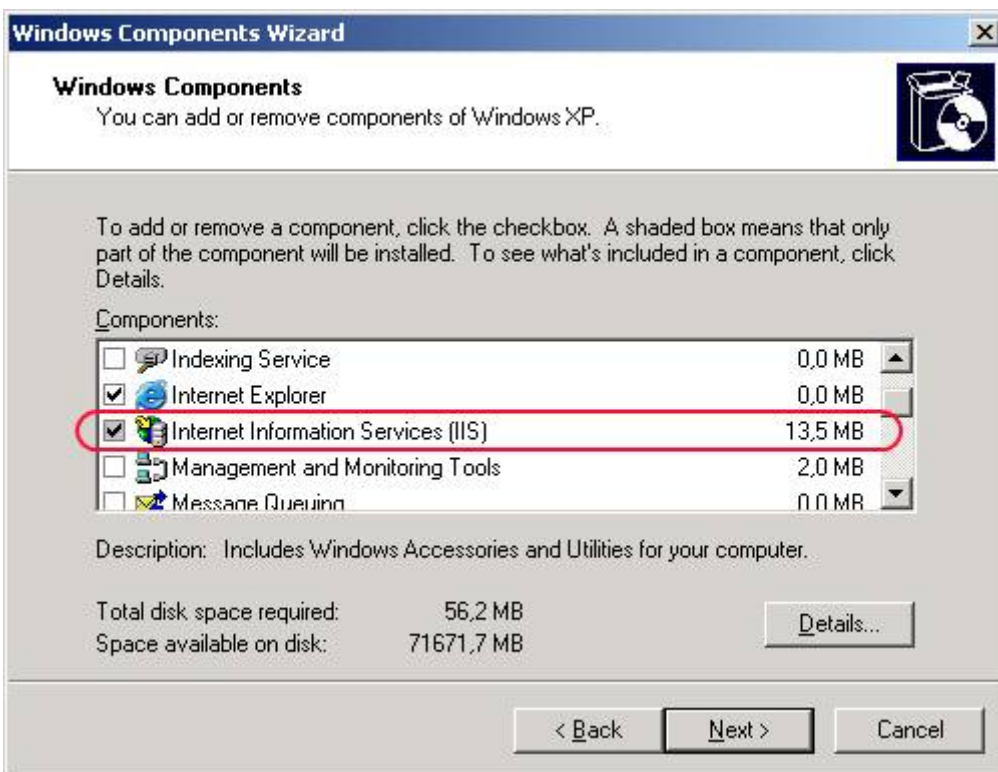 Windows Components Wizard
Windows Components
You can add or remove components of Windows XP.
To add or remove a component, click the checkbox. A shaded box means that only
part of the component will be installed. To see what's included in a component, click
Details.
Components:
Indexing Service 0,0 MB
Internet Explorer 0,0 MB
Internet Information Services (IIS) 13,5 MB
Management and Monitoring Tools 2,0 MB
Message Queuing 0,0 MB
Description: Includes Windows Accessories and Utilities for your computer.
Total disk space required: 56,2 MB
Space available on disk: 71671,7 MB
Details...
< Back Next > Cancel